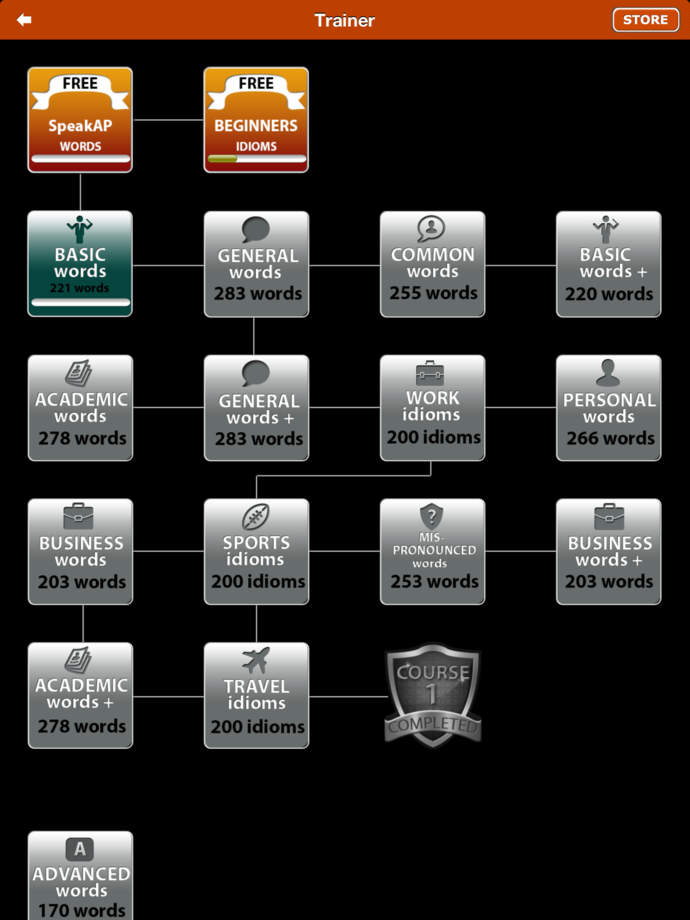 Trainer
STORE
FREE
SpeakAP
WORDS
FREE
BEGINNERS
IDIOMS
BASIC
words
221 words
GENERAL
words
283 words
COMMON
words
255 words
BASIC
words +
220 words
ACADEMIC
words
278 words
GENERAL
words +
283 words
WORK
idioms
200 idioms
PERSONAL
words
266 words
BUSINESS
words
203 words
SPORTS
idioms
200 idioms
?
MIS-
PRONOUNCED
words
253 words
BUSINESS
words +
203 words
ACADEMIC
words +
278 words
TRAVEL
idioms
200 idioms
COURSE
1
COMPLETED
A
ADVANCED
words
170 words